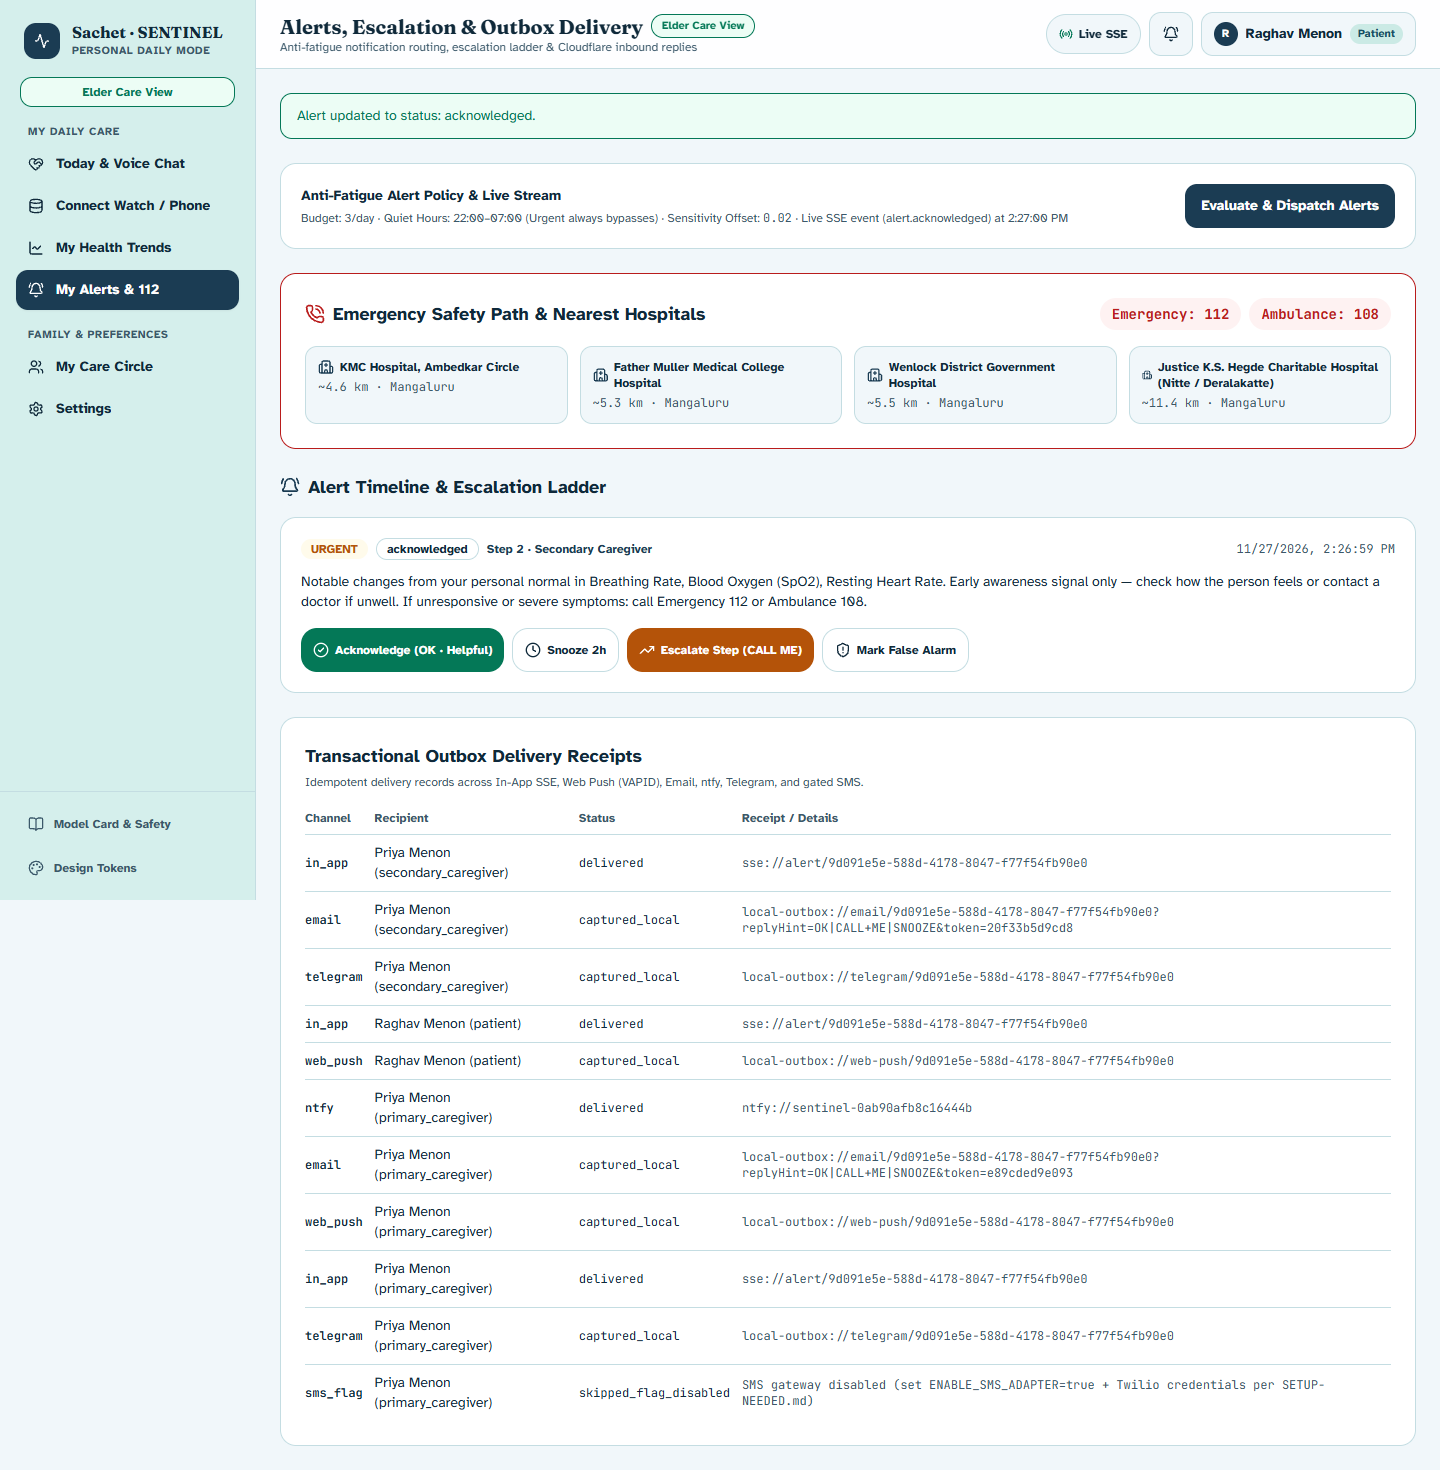 Sachet · SENTINEL
PERSONAL DAILY MODE
Elder Care View
MY DAILY CARE
Today & Voice Chat
Connect Watch / Phone
My Health Trends
My Alerts & 112
FAMILY & PREFERENCES
My Care Circle
Settings
Model Card & Safety
Design Tokens
Alerts, Escalation & Outbox Delivery
Elder Care View
Anti-fatigue notification routing, escalation ladder & Cloudflare inbound replies
Live SSE
R
Raghav Menon
Patient
Alert updated to status: acknowledged.
Anti-Fatigue Alert Policy & Live Stream
Budget: 3/day · Quiet Hours: 22:00–07:00 (Urgent always bypasses) · Sensitivity Offset: 0.02 · Live SSE event (alert.acknowledged) at 2:27:00 PM
Evaluate & Dispatch Alerts
Emergency Safety Path & Nearest Hospitals
Emergency: 112
Ambulance: 108
KMC Hospital, Ambedkar Circle
~4.6 km · Mangaluru
Father Muller Medical College
Hospital
~5.3 km · Mangaluru
Wenlock District Government
Hospital
~5.5 km · Mangaluru
Justice K.S. Hegde Charitable Hospital
(Nitte / Deralakatte)
~11.4 km · Mangaluru
Alert Timeline & Escalation Ladder
URGENT
acknowledged
Step 2 · Secondary Caregiver
11/27/2026, 2:26:59 PM
Notable changes from your personal normal in Breathing Rate, Blood Oxygen (SpO2), Resting Heart Rate. Early awareness signal only — check how the person feels or contact a
doctor if unwell. If unresponsive or severe symptoms: call Emergency 112 or Ambulance 108.
Acknowledge (OK · Helpful)
Snooze 2h
Escalate Step (CALL ME)
Mark False Alarm
Transactional Outbox Delivery Receipts
Idempotent delivery records across In-App SSE, Web Push (VAPID), Email, ntfy, Telegram, and gated SMS.
Channel Recipient Status Receipt / Details
in_app Priya Menon (secondary_caregiver) delivered sse://alert/9d091e5e-588d-4178-8047-f77f54fb90e0
email Priya Menon (secondary_caregiver) captured_local local-outbox://email/9d091e5e-588d-4178-8047-f77f54fb90e0?
replyHint=OK|CALL+ME|SNOOZE&token=20f33b5d9cd8
telegram Priya Menon (secondary_caregiver) captured_local local-outbox://telegram/9d091e5e-588d-4178-8047-f77f54fb90e0
in_app Raghav Menon (patient) delivered sse://alert/9d091e5e-588d-4178-8047-f77f54fb90e0
web_push Raghav Menon (patient) captured_local local-outbox://web-push/9d091e5e-588d-4178-8047-f77f54fb90e0
ntfy Priya Menon (primary_caregiver) delivered ntfy://sentinel-0ab90afb8c16444b
email Priya Menon (primary_caregiver) captured_local local-outbox://email/9d091e5e-588d-4178-8047-f77f54fb90e0?
replyHint=OK|CALL+ME|SNOOZE&token=e89cded9e093
web_push Priya Menon (primary_caregiver) captured_local local-outbox://web-push/9d091e5e-588d-4178-8047-f77f54fb90e0
in_app Priya Menon (primary_caregiver) delivered sse://alert/9d091e5e-588d-4178-8047-f77f54fb90e0
telegram Priya Menon (primary_caregiver) captured_local local-outbox://telegram/9d091e5e-588d-4178-8047-f77f54fb90e0
sms_flag Priya Menon (primary_caregiver) skipped_flag_disabled SMS gateway disabled (set ENABLE_SMS_ADAPTER=true + Twilio credentials per SETUP-
NEEDED.md)